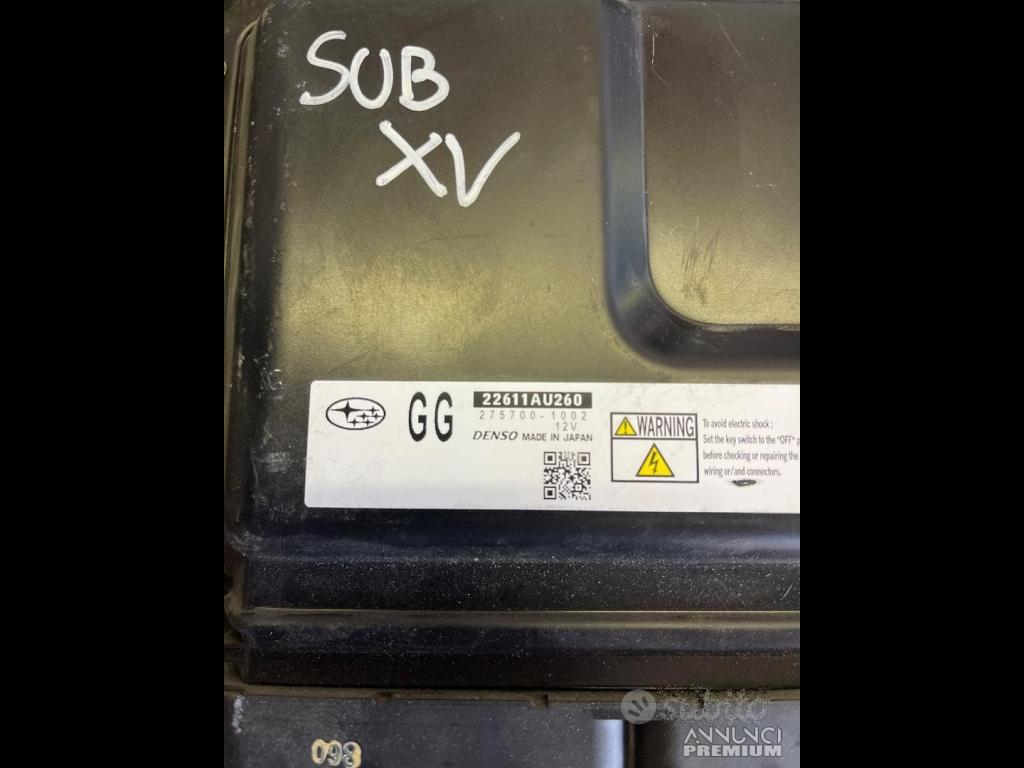 SUB
XV
GG
22611AU260
275700-1002
12V
DENSO MADE IN JAPAN
WARNING
To avoid electric shock ;
Set the key switch to the "OFF" p
before checking or repairing the
wiring or/and connectors.
098
subito
ANNUNCI
PREMIUM